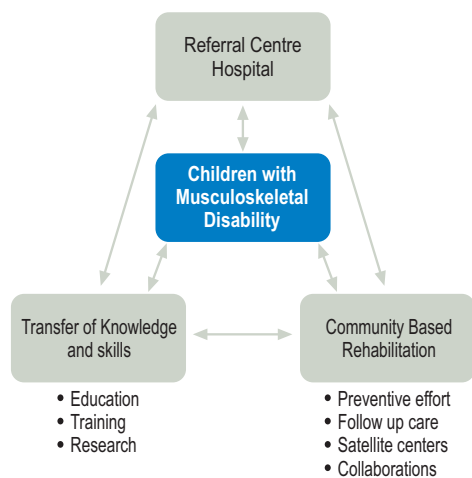 Referral Centre
Hospital
Children with
Musculoskeletal
Disability
Transfer of Knowledge
and skills
• Education
• Training
• Research
Community Based
Rehabilitation
• Preventive effort
• Follow up care
• Satellite centers
• Collaborations